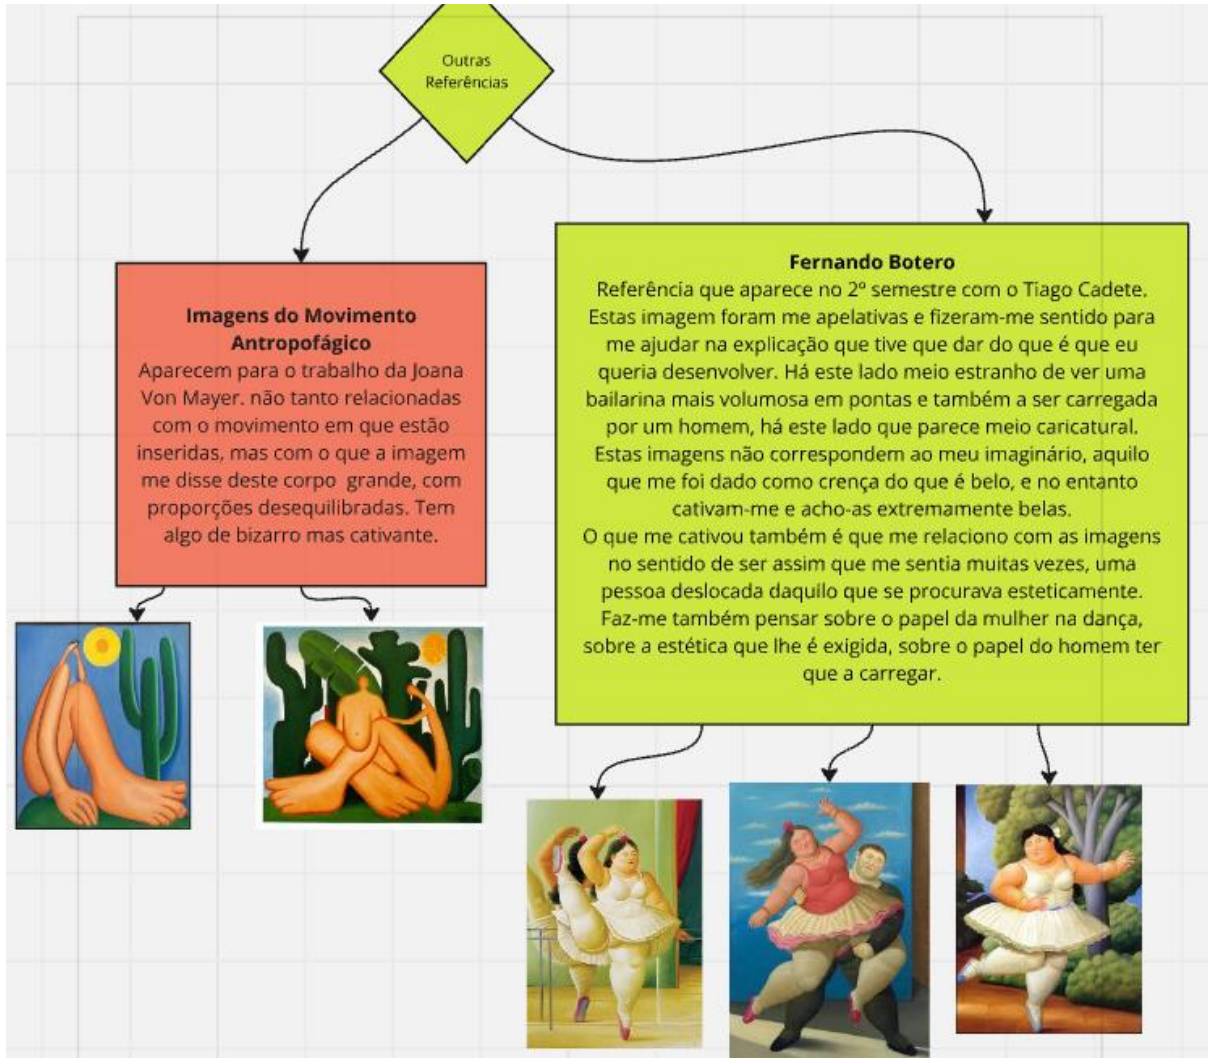 Outras
Referências
Imagens do Movimento
Antropofágico
Aparecem para o trabalho da Joana
Von Mayer. não tanto relacionadas
com o movimento em que estão
inseridas, mas com o que a imagem
me disse deste corpo  grande, com
proporções desequilibradas. Tem
algo de bizarro mas cativante.
Fernando Botero
Referência que aparece no 2º semestre com o Tiago Cadete.
Estas imagem foram me apelativas e fizeram-me sentido para
me ajudar na explicação que tive que dar do que é que eu
queria desenvolver. Há este lado meio estranho de ver uma
bailarina mais volumosa em pontas e também a ser carregada
por um homem, há este lado que parece meio caricatural.
Estas imagens não correspondem ao meu imaginário, aquilo
que me foi dado como crença do que é belo, e no entanto
cativam-me e acho-as extremamente belas.
O que me cativou também é que me relaciono com as imagens
no sentido de ser assim que me sentia muitas vezes, uma
pessoa deslocada daquilo que se procurava esteticamente.
Faz-me também pensar sobre o papel da mulher na dança,
sobre a estética que lhe é exigida, sobre o papel do homem ter
que a carregar.